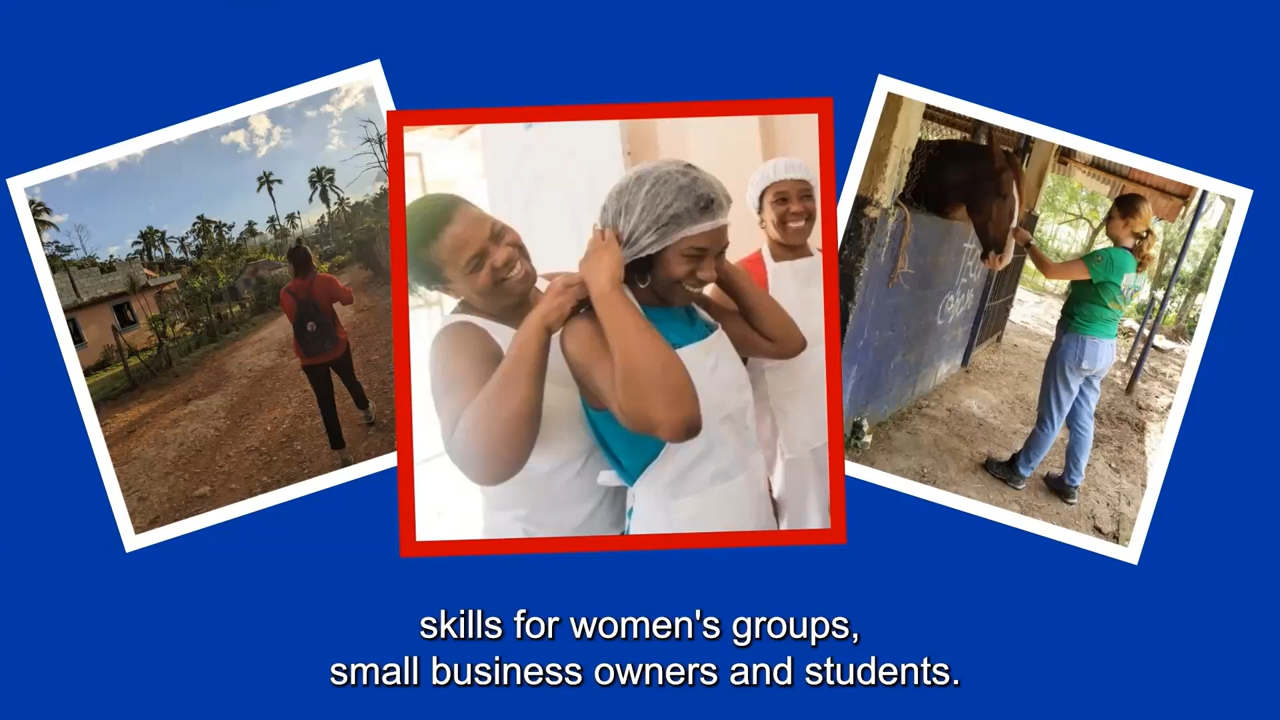 skills for women's groups,
small business owners and students.